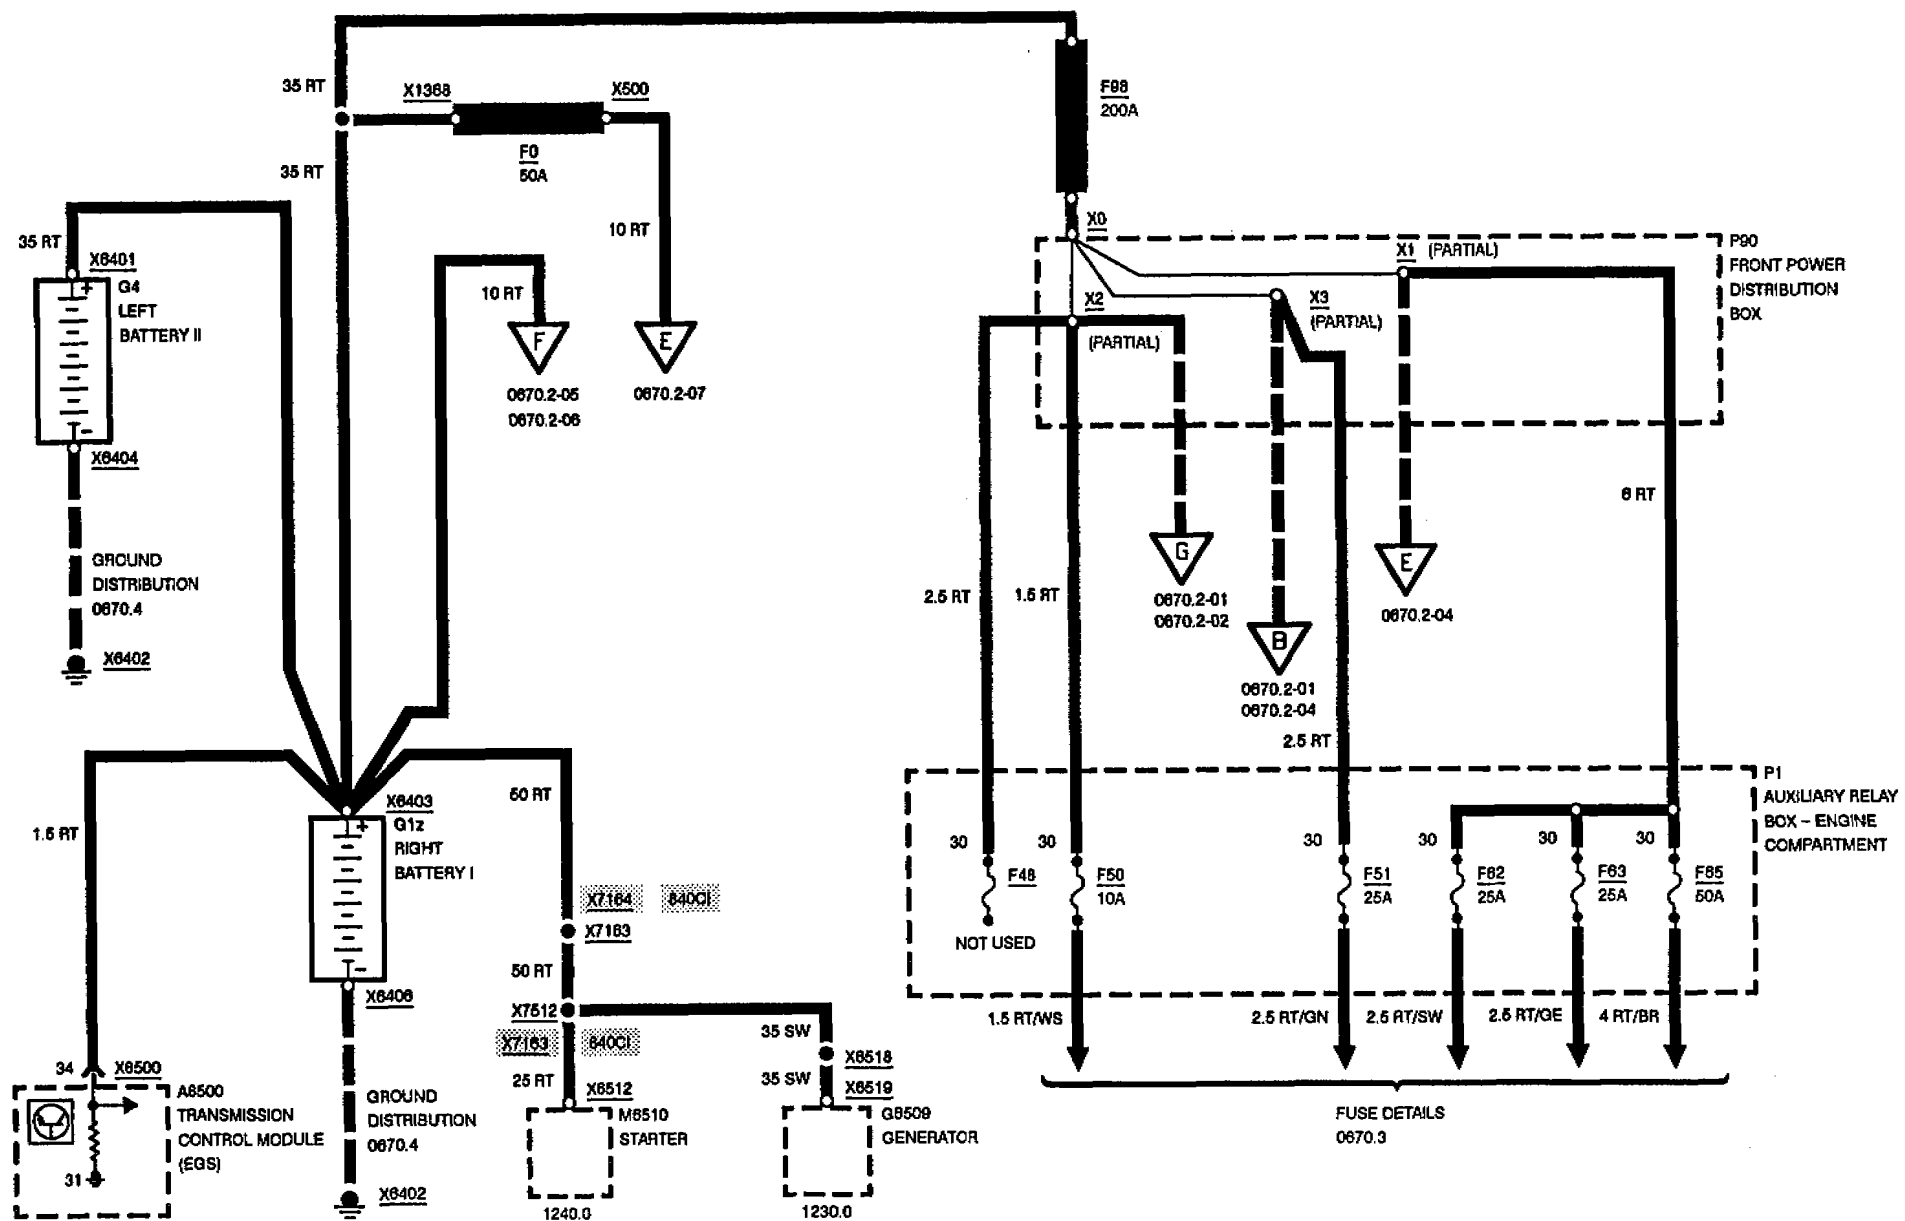 35 RT
X1368
X500
F98
200A
F0
50A
35 RT
10 RT
X0
35 RT
X6401
G4
LEFT
BATTERY II
+
-
10 RT
F
0670.2-05
0670.2-06
E
0670.2-07
X1 (PARTIAL)
P90
FRONT POWER
DISTRIBUTION
BOX
X2
(PARTIAL)
X3
(PARTIAL)
X6404
GROUND
DISTRIBUTION
0670.4
X6402
6 RT
2.5 RT
1.5 RT
G
0670.2-01
0670.2-02
B
0670.2-01
0670.2-04
E
0670.2-04
2.5 RT
1.5 RT
X6403
G1z
RIGHT
BATTERY I
+
-
50 RT
X7164
840CI
X7163
50 RT
X7512
X7163
840CI
25 RT
X6512
M6510
STARTER
1240.0
35 SW
X6518
35 SW
X6519
G6509
GENERATOR
1230.0
X6406
GROUND
DISTRIBUTION
0670.4
X6402
34
X6500
A6500
TRANSMISSION
CONTROL MODULE
(EGS)
31
P1
AUXILIARY RELAY
BOX – ENGINE
COMPARTMENT
30
30
30
30
30
30
F48
NOT USED
F50
10A
F51
25A
F62
25A
F63
25A
F65
50A
1.5 RT/WS
2.5 RT/GN
2.5 RT/SW
2.5 RT/GE
4 RT/BR
FUSE DETAILS
0670.3